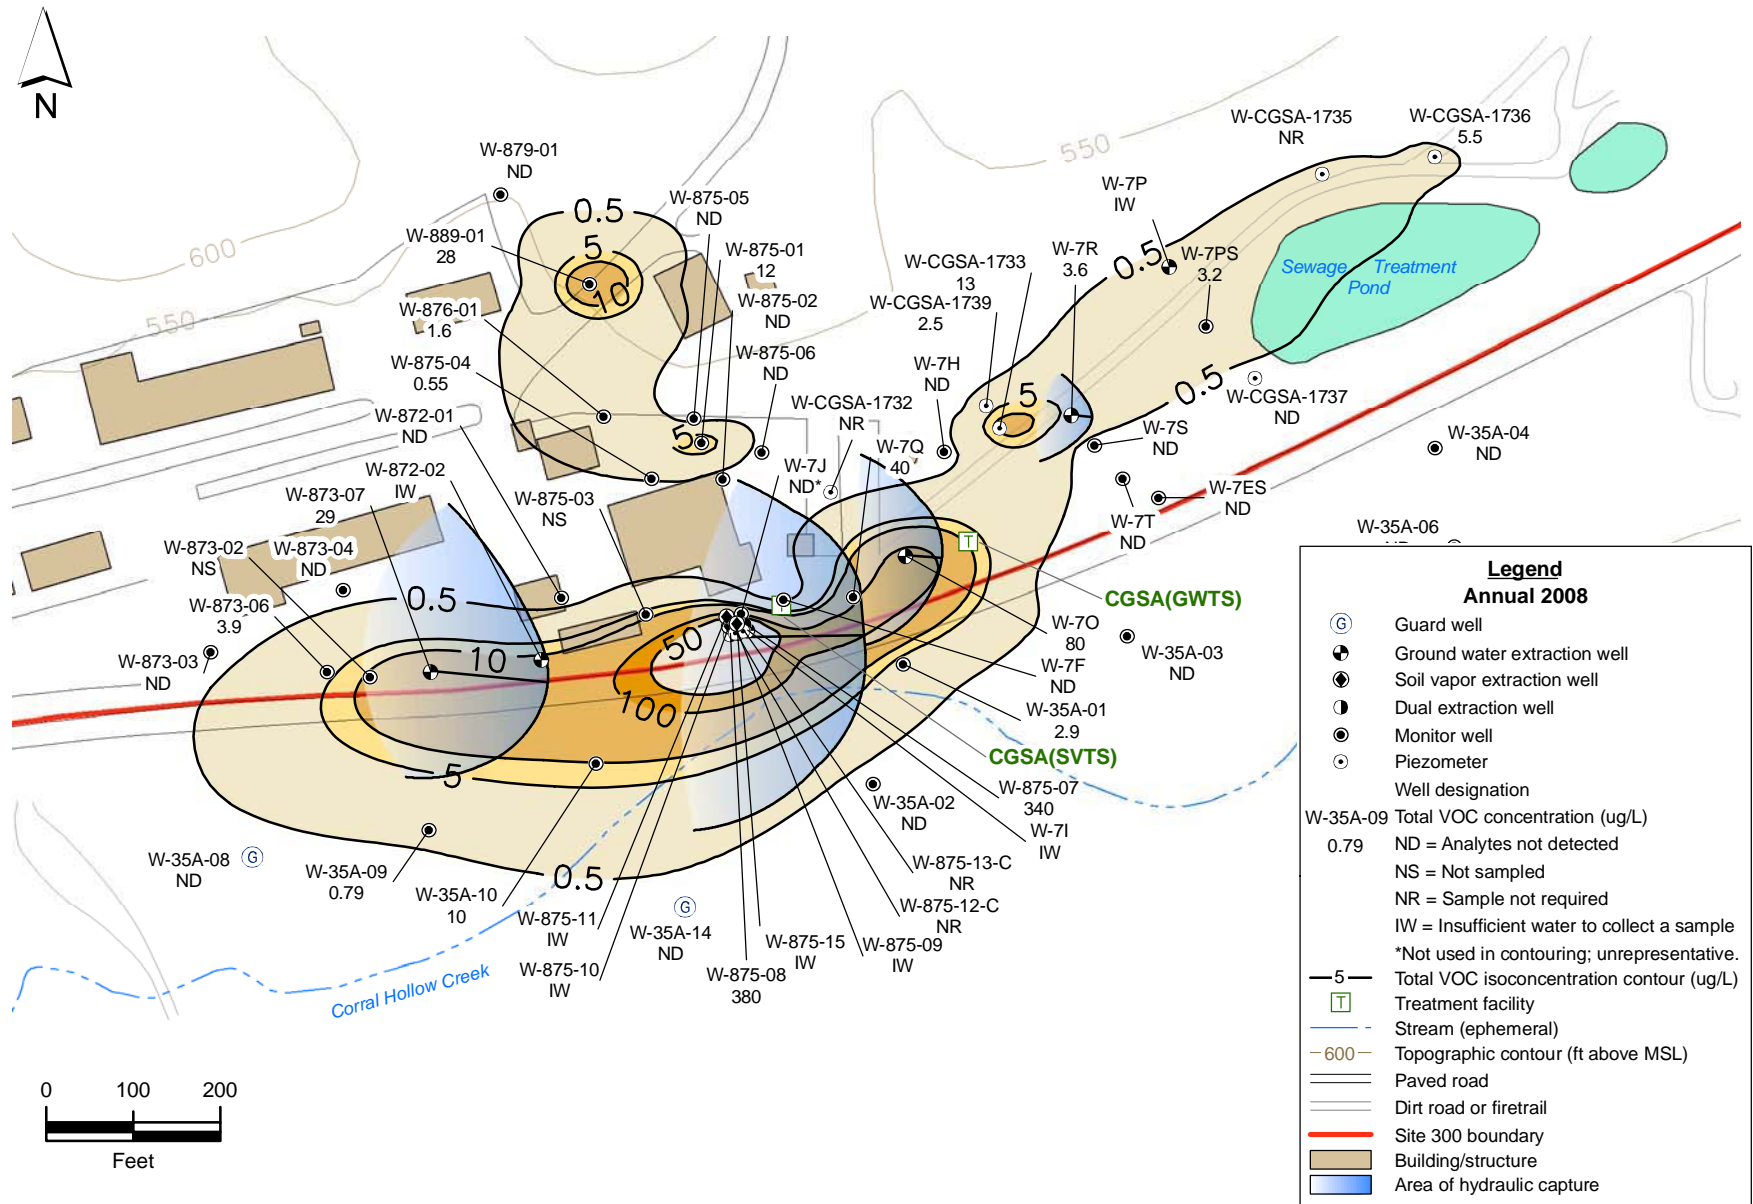 N
W-879-01
ND
W-889-01
28
W-876-01
1.6
W-875-04
0.55
W-872-01
ND
W-872-02
IW
W-873-07
29
W-873-02
NS
W-873-04
ND
W-873-06
3.9
W-873-03
ND
W-875-03
NS
W-875-05
ND
W-875-01
12
W-875-02
ND
W-875-06
ND
W-CGSA-1732
NR
W-7J
ND*
W-7Q
40
W-7H
ND
W-CGSA-1733
13
W-CGSA-1739
2.5
W-7R
3.6
W-7P
IW
W-7PS
3.2
W-CGSA-1735
NR
W-CGSA-1736
5.5
W-CGSA-1737
ND
W-7S
ND
W-7T
ND
W-7ES
ND
W-35A-04
ND
W-35A-06
Sewage Treatment
Pond
CGSA(GWTS)
W-7O
80
W-35A-03
ND
W-7F
ND
W-35A-01
2.9
CGSA(SVTS)
W-875-07
340
W-7I
IW
W-35A-02
ND
W-875-13-C
NR
W-875-12-C
NR
W-875-09
IW
W-875-15
IW
W-875-08
380
W-35A-14
ND
W-875-11
IW
W-875-10
IW
W-35A-10
10
W-35A-09
0.79
W-35A-08
ND
Corral Hollow Creek
600
550
550
0.5
5
10
5
0.5
10
5
0.5
50
100
5
0.5
0.5
T
T
G
G
0 100 200
Feet
Legend
Annual 2008
G Guard well
Ground water extraction well
Soil vapor extraction well
Dual extraction well
Monitor well
Piezometer
Well designation
W-35A-09 Total VOC concentration (ug/L)
0.79 ND = Analytes not detected
NS = Not sampled
NR = Sample not required
IW = Insufficient water to collect a sample
*Not used in contouring; unrepresentative.
5 Total VOC isoconcentration contour (ug/L)
T Treatment facility
Stream (ephemeral)
600 Topographic contour (ft above MSL)
Paved road
Dirt road or firetrail
Site 300 boundary
Building/structure
Area of hydraulic capture